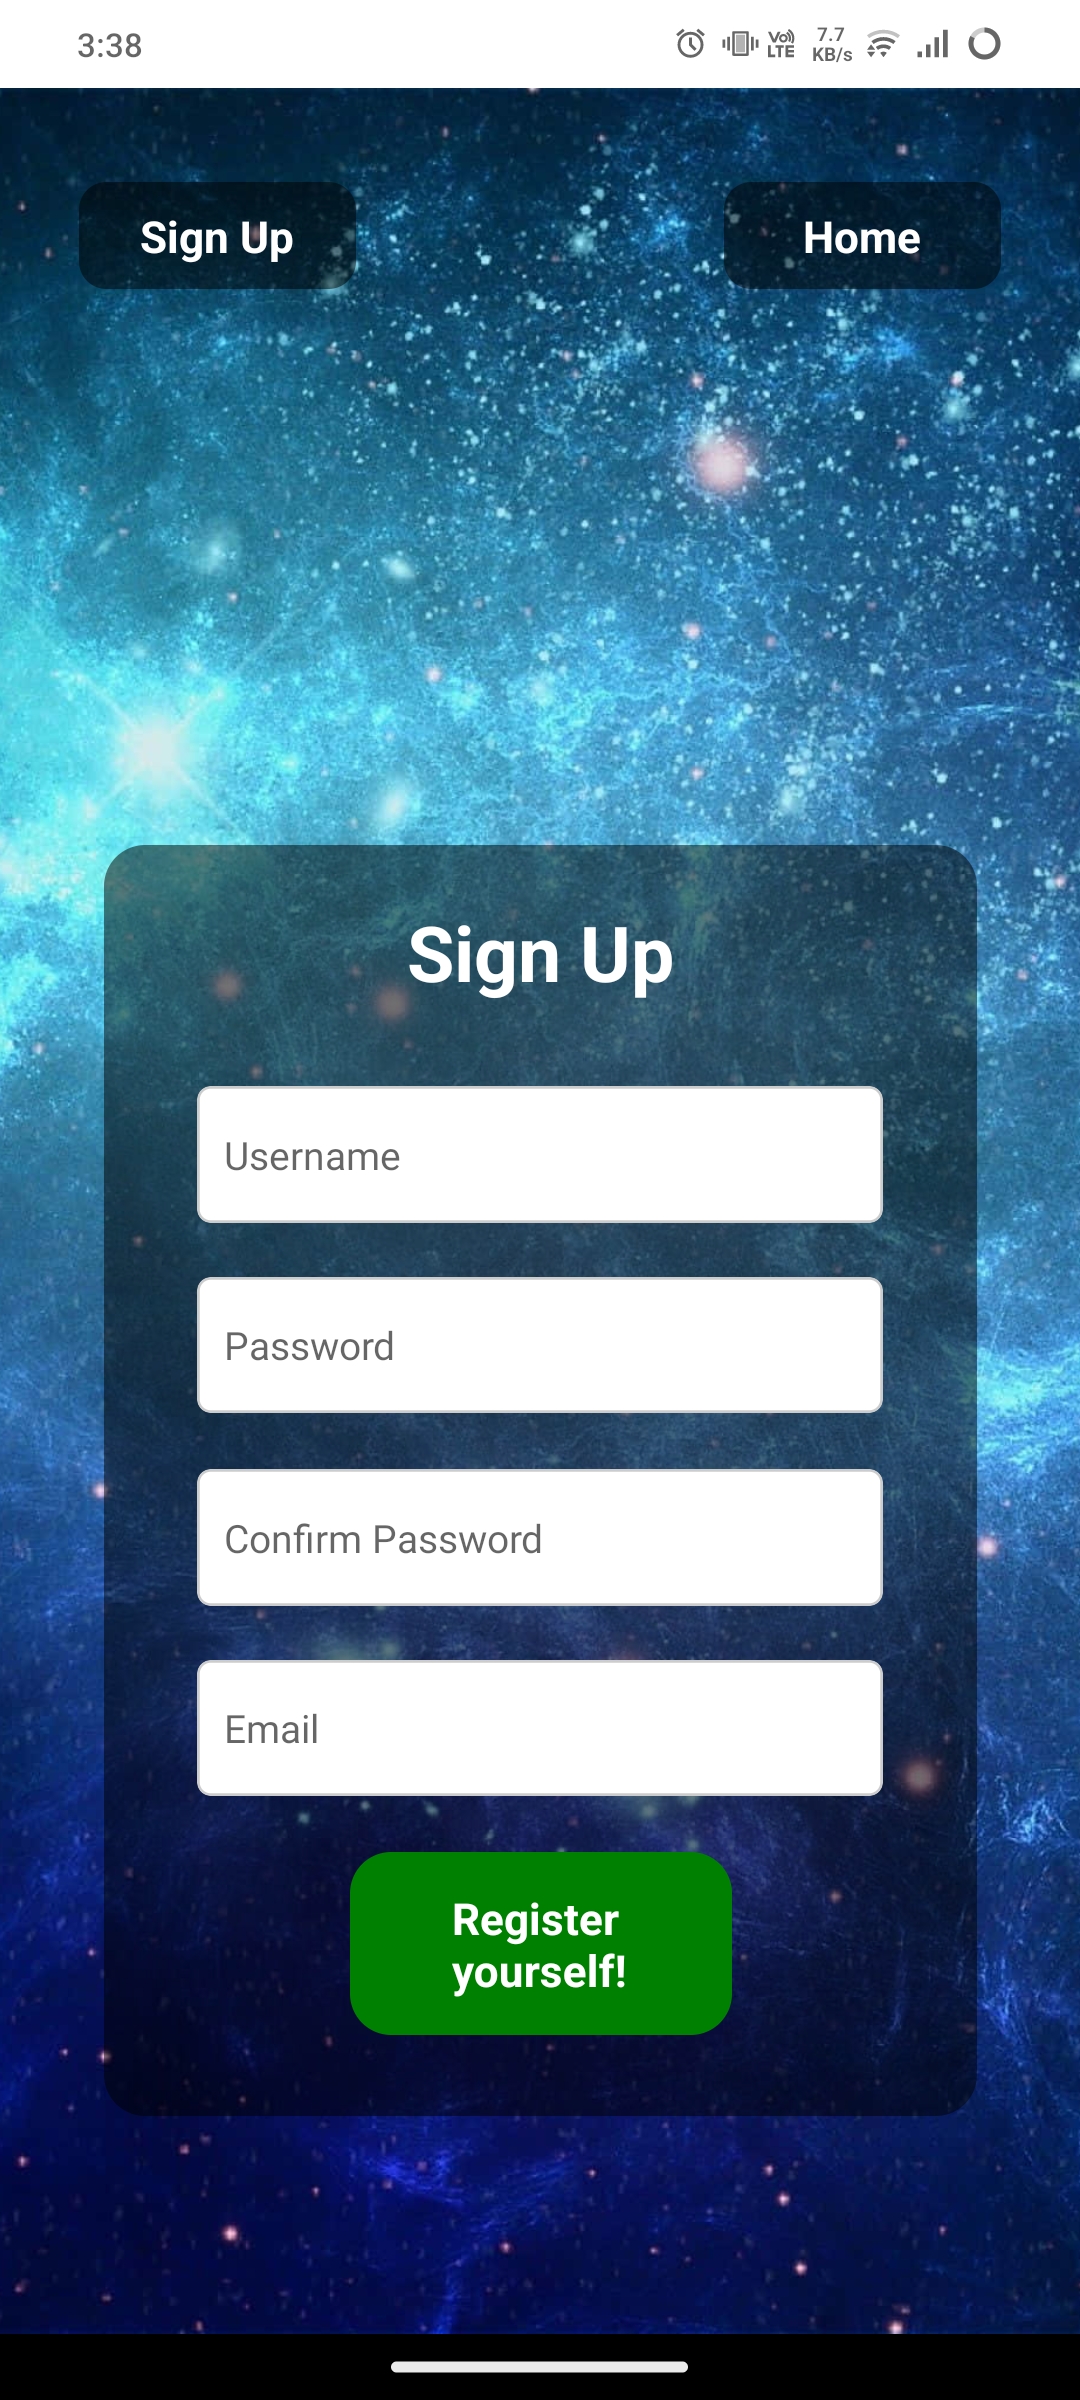 3:38
Vo)) LTE
7.7 KB/s
Sign Up
Home
Sign Up
Username
Password
Confirm Password
Email
Register
yourself!